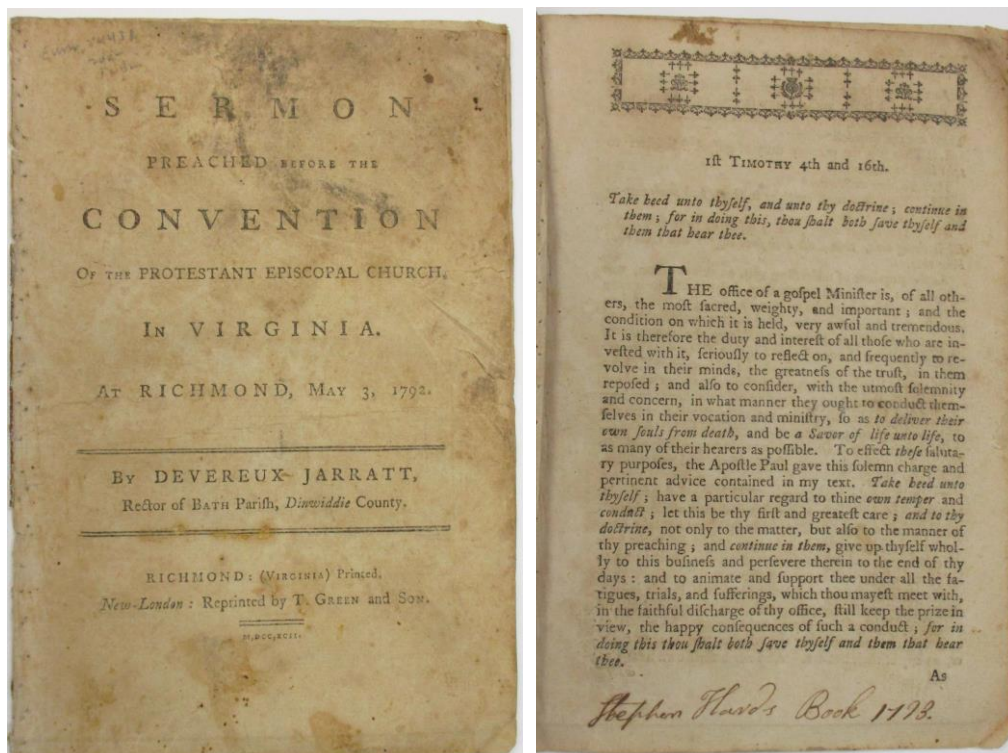 SERMON
PREACHED BEFORE THE
CONVENTION
OF THE PROTESTANT EPISCOPAL CHURCH,
IN VIRGINIA.
AT RICHMOND, MAY 3, 1792.
BY DEVEREUX JARRATT,
Rector of BATH Pariſh, Dinwiddie County.
RICHMOND: (VIRGINIA) Printed,
New-London: Reprinted by T. GREEN and SON.
M,DCC,XCII.
1ſt TIMOTHY 4th and 16th.
Take heed unto thyſelf, and unto thy doctrine; continue in
them; for in doing this, thou ſhalt both ſave thyſelf and
them that hear thee.
THE office of a goſpel Miniſter is, of all oth-
ers, the moſt ſacred, weighty, and important; and the
condition on which it is held, very awful and tremendous.
It is therefore the duty and intereſt of all thoſe who are in-
veſted with it, ſeriouſly to reflect on, and frequently to re-
volve in their minds, the greatneſs of the truſt, in them
repoſed; and alſo to conſider, with the utmoſt ſolemnity
and concern, in what manner they ought to conduct them-
ſelves in their vocation and miniſtry, ſo as to deliver their
own ſouls from death, and be a Savor of life unto life, to
as many of their hearers as poſſible. To effect theſe ſaluta-
ry purpoſes, the Apoſtle Paul gave this ſolemn charge and
pertinent advice contained in my text. Take heed unto
thyſelf; have a particular regard to thine own temper and
conduct; let this be thy firſt and greateſt care; and to thy
doctrine, not only to the matter, but alſo to the manner of
thy preaching; and continue in them, give up thyſelf whol-
ly to this buſineſs and perſevere therein to the end of thy
days: and to animate and ſupport thee under all the fa-
tigues, trials, and ſufferings, which thou mayeſt meet with,
in the faithful diſcharge of thy office, ſtill keep the prize in
view, the happy conſequences of ſuch a conduct; for in
doing this thou ſhalt both ſave thyſelf and them that hear
thee.
As
Stephen Hards Book 1793.